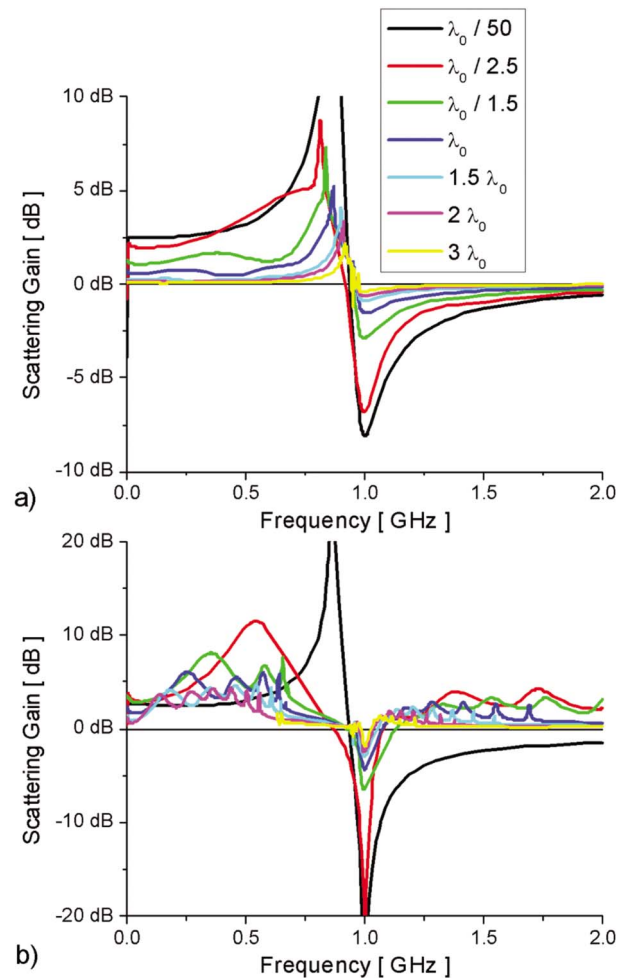 λ₀ / 50
λ₀ / 2.5
λ₀ / 1.5
λ₀
1.5 λ₀
2 λ₀
3 λ₀
10 dB
5 dB
0 dB
-5 dB
-10 dB
Scattering Gain [ dB]
0.0 0.5 1.0 1.5 2.0
Frequency [ GHz ]
a)
20 dB
10 dB
0 dB
-10 dB
-20 dB
Scattering Gain [ dB]
0.0 0.5 1.0 1.5 2.0
Frequency [ GHz ]
b)